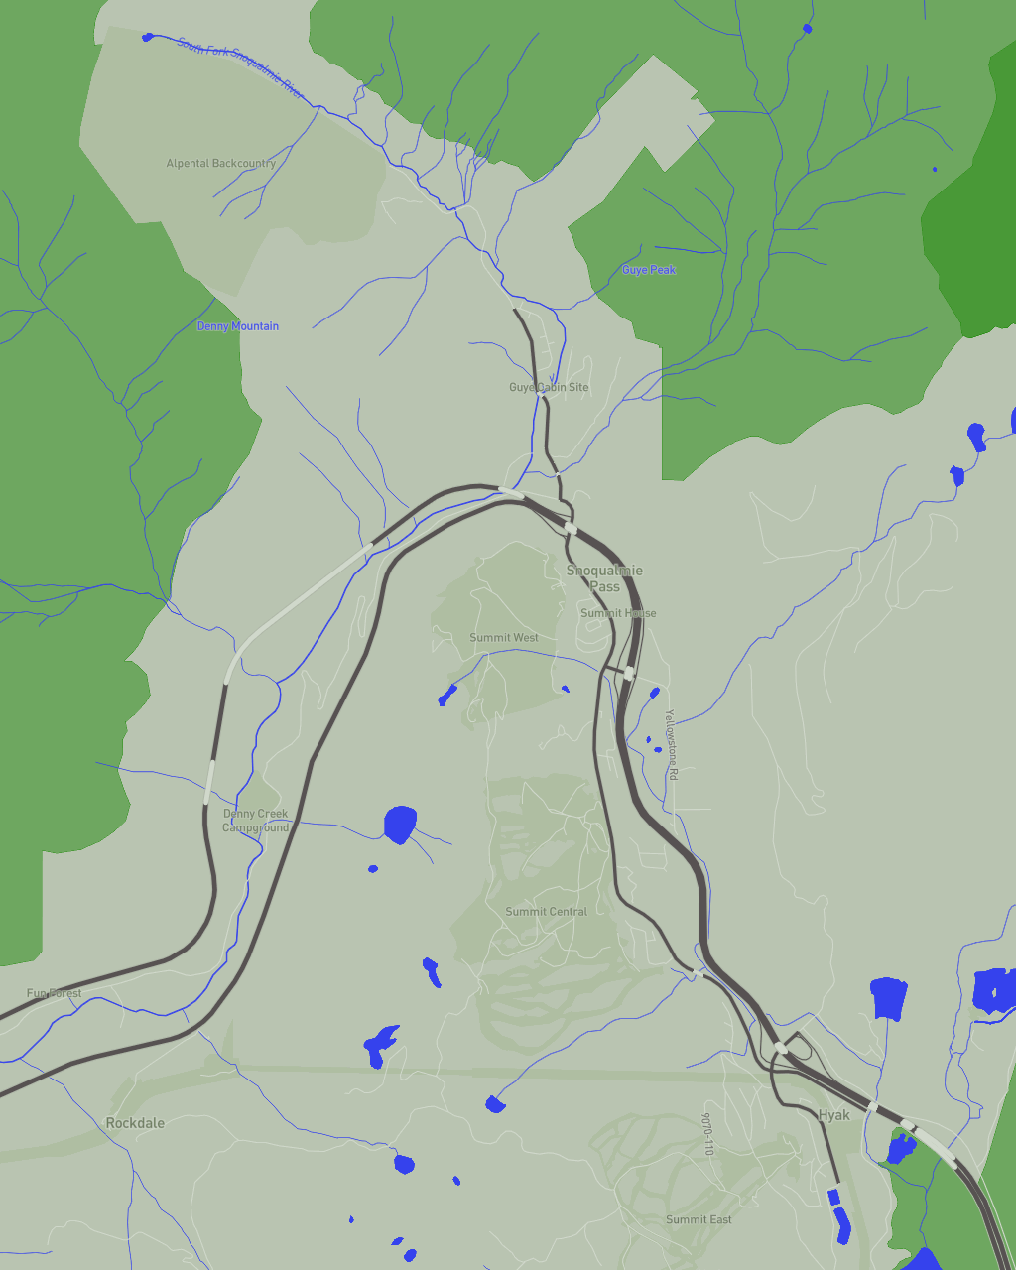 South Fork Snoqualmie River
Alpental Backcountry
Guye Peak
Denny Mountain
Guye Cabin Site
Snoqualmie
Pass
Summit House
Summit West
Yellowstone Rd
Denny Creek
Campground
Summit Central
Fun Forest
Rockdale
Hyak
9070-110
Summit East